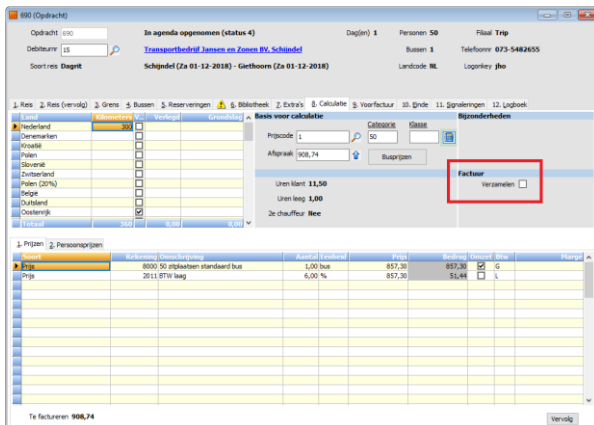 690 (Opdracht)
Opdracht 690 In agenda opgenomen (status 4) Dag(en) 1 Personen 50 Filiaal Trip
Debiteurnr 15 Transportbedrijf Jansen en Zonen BV, Schijndel Bussen 1 Telefoonnr 073-5482655
Soort reis Dagrit Schijndel (Za 01-12-2018) - Giethoorn (Za 01-12-2018) Landcode NL Logonkey jho
1. Reis 2. Reis (vervolg) 3. Grens 4. Bussen 5. Reserveringen 6. Bibliotheek 7. Extra's 8. Calculatie 9. Voorfactuur 10. Einde 11. Signaleringen 12. Logboek
Land Kilometers V... Verlegd Grondslag
Nederland 300
Denemarken
Kroatië
Polen
Slovenië
Zwitserland
Polen (20%)
België
Duitsland
Oostenrijk
Totaal 360 0,00 0,00
Basis voor calculatie
Categorie Klasse
Prijscode 1 50
Afspraak 908,74 Busprijzen
Uren klant 11,50
Uren leeg 1,00
2e chauffeur Nee
Bijzonderheden
Factuur
Verzamelen
1. Prijzen 2. Persoonsprijzen
Soort Rekening Omschrijving Aantal Eenheid Prijs Bedrag Omzet Btw Marge
Prijs 8000 50 zitplaatsen standaard bus 1,00 bus 857,30 857,30 G
Prijs 2011 BTW laag 6,00 % 857,30 51,44 L
Te factureren 908,74 Vervolg